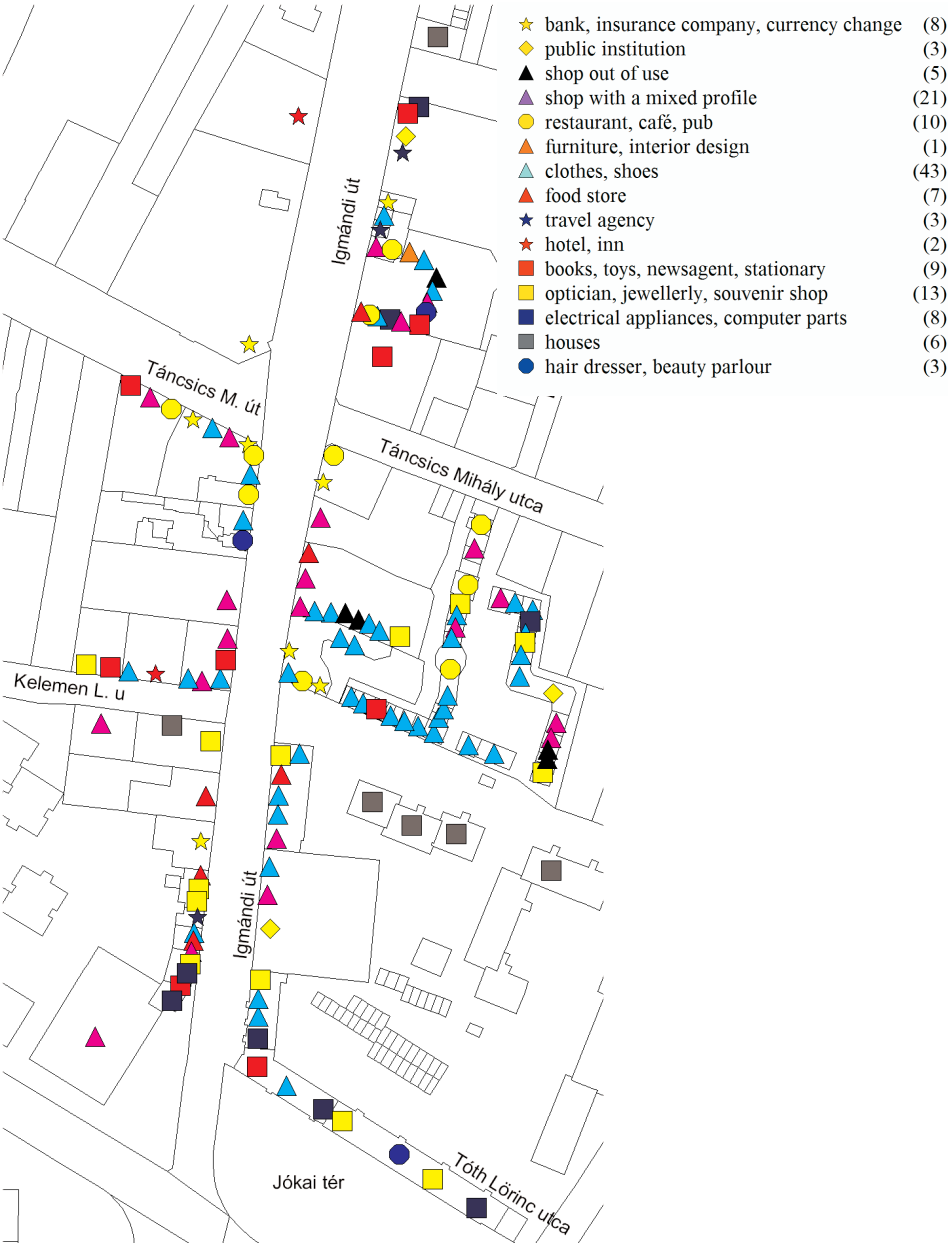 bank, insurance company, currency change (8)
public institution (3)
shop out of use (5)
shop with a mixed profile (21)
restaurant, café, pub (10)
furniture, interior design (1)
clothes, shoes (43)
food store (7)
travel agency (3)
hotel, inn (2)
books, toys, newsagent, stationary (9)
optician, jewellerly, souvenir shop (13)
electrical appliances, computer parts (8)
houses (6)
hair dresser, beauty parlour (3)
Igmándi út
Táncsics M. út
Táncsics Mihály utca
Kelemen L. u
Igmándi út
Jókai tér
Tóth Lörinc utca